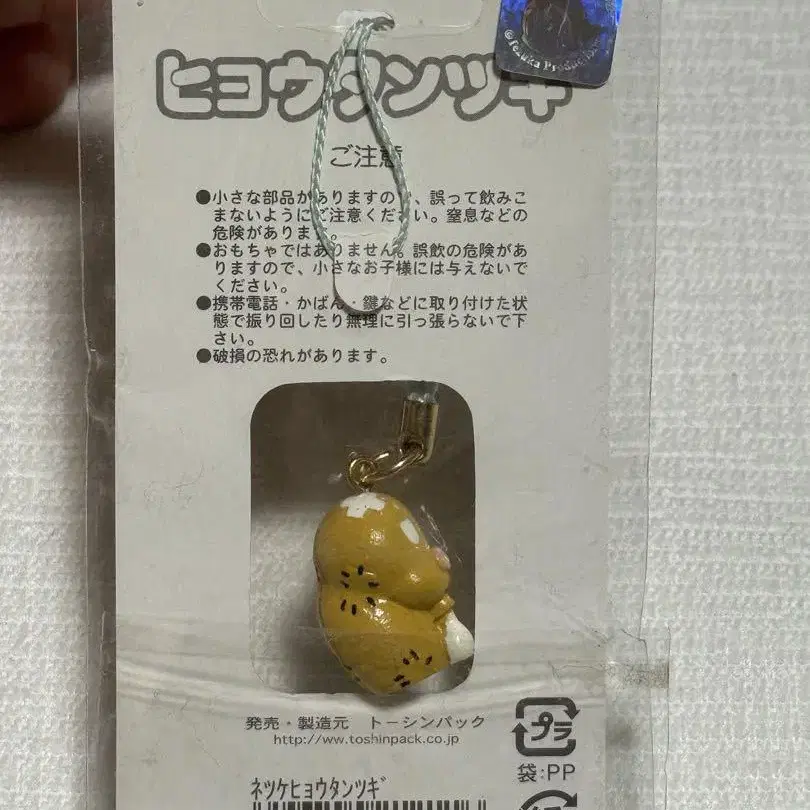 ©Tezuka Productions
ヒョウタンツギ
ご注意
●小さな部品がありますので、誤って飲みこ
まないようにご注意ください。窒息などの
危険があります。
●おもちゃではありません。誤飲の危険があ
りますので、小さなお子様には与えないで
ください。
●携帯電話・かばん・鍵などに取り付けた状
態で振り回したり無理に引っ張らないで下
さい。
●破損の恐れがあります。
発売・製造元 トーシンパック
http://ww.toshinpack.co.jp
プラ
袋:PP
ネツケヒョウタンツギ